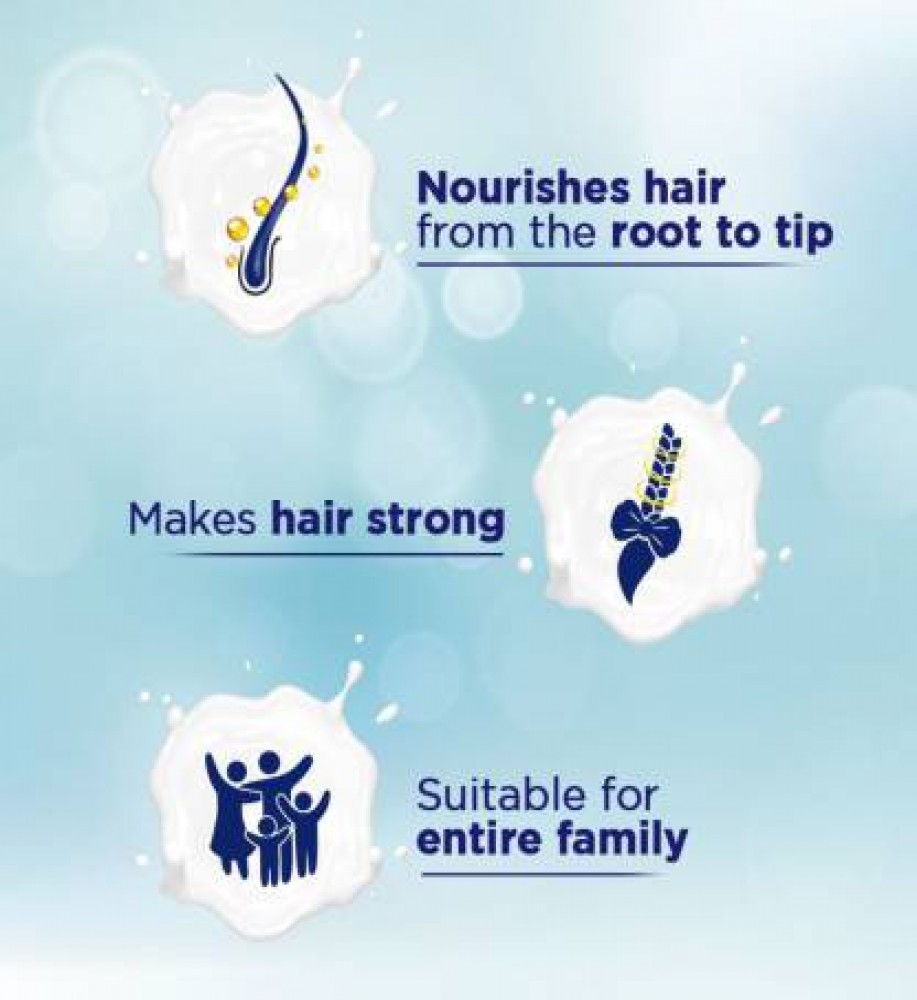 Nourishes hair
from the root to tip
Makes hair strong
Suitable for
entire family